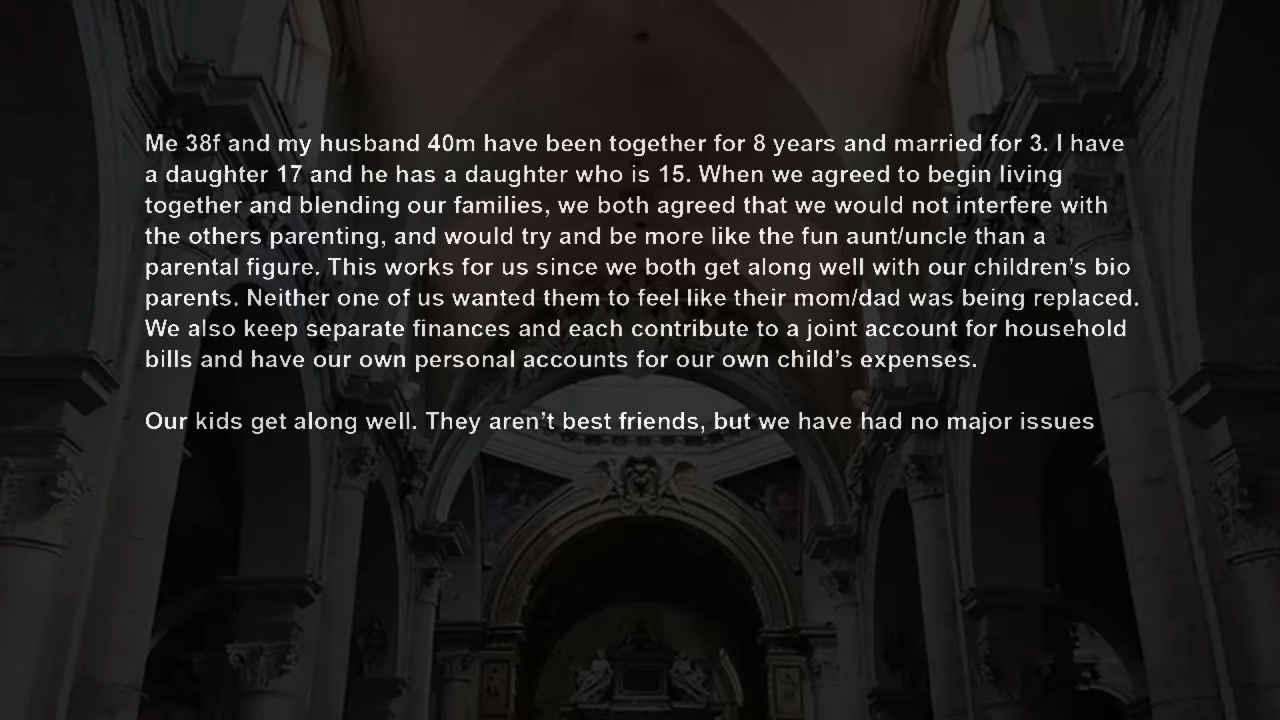 Me 38f and my husband 40m have been together for 8 years and married for 3. I have
a daughter 17 and he has a daughter who is 15. When we agreed to begin living
together and blending our families, we both agreed that we would not interfere with
the others parenting, and would try and be more like the fun aunt/uncle than a
parental figure. This works for us since we both get along well with our children’s bio
parents. Neither one of us wanted them to feel like their mom/dad was being replaced.
We also keep separate finances and each contribute to a joint account for household
bills and have our own personal accounts for our own child’s expenses.
Our kids get along well. They aren’t best friends, but we have had no major issues